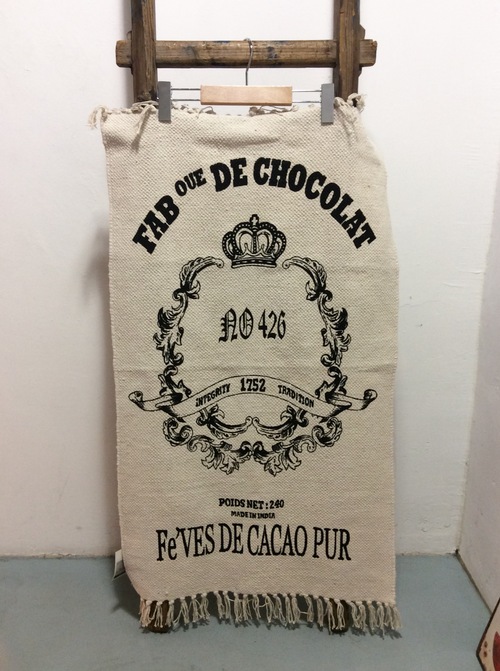 FAB QUE DE CHOCOLAT
NO 426
INTEGRITY 1752 TRADITION
POIDS NET : 240
MADE IN INDIA
Fe'VES DE CACAO PUR